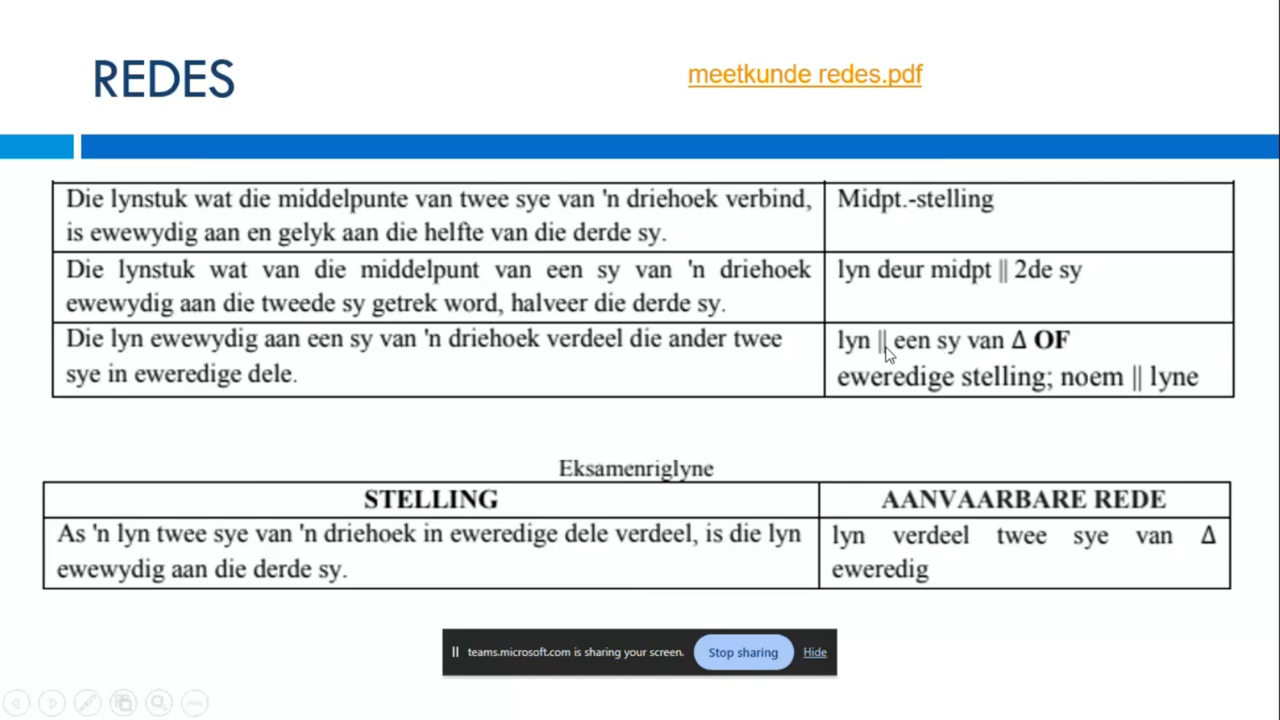 REDES
meetkunde redes.pdf
Die lynstuk wat die middelpunte van twee sye van 'n driehoek verbind,
is ewewydig aan en gelyk aan die helfte van die derde sy.
Midpt.-stelling
Die lynstuk wat van die middelpunt van een sy van 'n driehoek
ewewydig aan die tweede sy getrek word, halveer die derde sy.
lyn deur midpt || 2de sy
Die lyn ewewydig aan een sy van 'n driehoek verdeel die ander twee
sye in eweredige dele.
lyn || een sy van Δ OF
eweredige stelling; noem || lyne
Eksamenriglyne
STELLING
AANVAARBARE REDE
As 'n lyn twee sye van 'n driehoek in eweredige dele verdeel, is die lyn
ewewydig aan die derde sy.
lyn verdeel twee sye van Δ
eweredig
teams.microsoft.com is sharing your screen.
Stop sharing
Hide